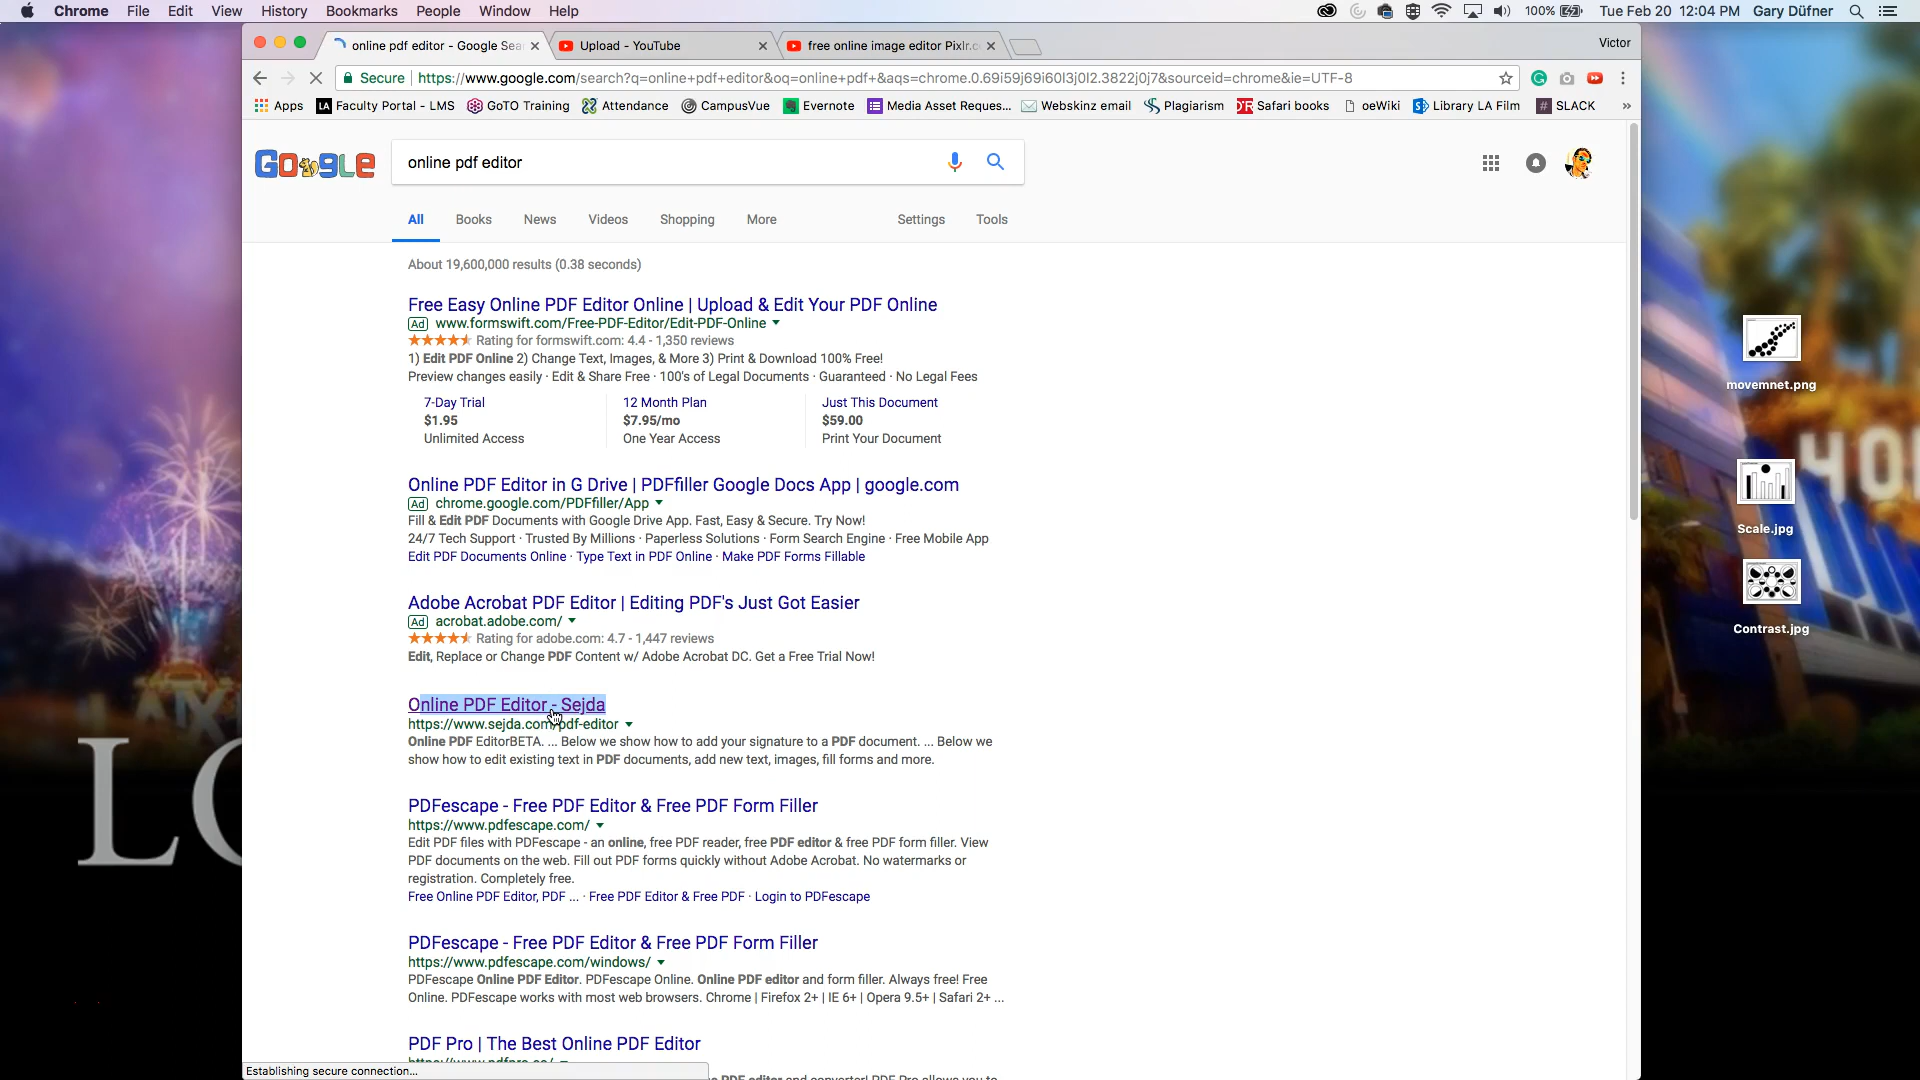 Chrome File Edit View History Bookmarks People Window Help 100% Tue Feb 20 12:04 PM Gary Düfner
online pdf editor - Google Sea Upload - YouTube free online image editor Pixlr.c Victor
Secure https://www.google.com/search?q=online+pdf+editor&oq=online+pdf+&aqs=chrome.0.69i59j69i60l3j0l2.3822j0j7&sourceid=chrome&ie=UTF-8
Apps LA Faculty Portal - LMS GoTO Training Attendance CampusVue Evernote Media Asset Reques... Webskinz email Plagiarism Safari books oeWiki Library LA Film # SLACK »
Google online pdf editor
All Books News Videos Shopping More Settings Tools
About 19,600,000 results (0.38 seconds)
Free Easy Online PDF Editor Online | Upload & Edit Your PDF Online
Ad www.formswift.com/Free-PDF-Editor/Edit-PDF-Online
Rating for formswift.com: 4.4 - 1,350 reviews
1) Edit PDF Online 2) Change Text, Images, & More 3) Print & Download 100% Free!
Preview changes easily · Edit & Share Free · 100's of Legal Documents · Guaranteed · No Legal Fees
7-Day Trial 12 Month Plan Just This Document
$1.95 $7.95/mo $59.00
Unlimited Access One Year Access Print Your Document
Online PDF Editor in G Drive | PDFfiller Google Docs App | google.com
Ad chrome.google.com/PDFfiller/App
Fill & Edit PDF Documents with Google Drive App. Fast, Easy & Secure. Try Now!
24/7 Tech Support · Trusted By Millions · Paperless Solutions · Form Search Engine · Free Mobile App
Edit PDF Documents Online · Type Text in PDF Online · Make PDF Forms Fillable
Adobe Acrobat PDF Editor | Editing PDF's Just Got Easier
Ad acrobat.adobe.com/
Rating for adobe.com: 4.7 - 1,447 reviews
Edit, Replace or Change PDF Content w/ Adobe Acrobat DC. Get a Free Trial Now!
Online PDF Editor - Sejda
https://www.sejda.com/pdf-editor
Online PDF EditorBETA. ... Below we show how to add your signature to a PDF document. ... Below we
show how to edit existing text in PDF documents, add new text, images, fill forms and more.
PDFescape - Free PDF Editor & Free PDF Form Filler
https://www.pdfescape.com/
Edit PDF files with PDFescape - an online, free PDF reader, free PDF editor & free PDF form filler. View
PDF documents on the web. Fill out PDF forms quickly without Adobe Acrobat. No watermarks or
registration. Completely free.
Free Online PDF Editor, PDF ... · Free PDF Editor & Free PDF · Login to PDFescape
PDFescape - Free PDF Editor & Free PDF Form Filler
https://www.pdfescape.com/windows/
PDFescape Online PDF Editor. PDFescape Online. Online PDF editor and form filler. Always free! Free
Online. PDFescape works with most web browsers. Chrome | Firefox 2+ | IE 6+ | Opera 9.5+ | Safari 2+ ...
PDF Pro | The Best Online PDF Editor
Establishing secure connection...
movemnet.png
Scale.jpg
Contrast.jpg
LO
HO